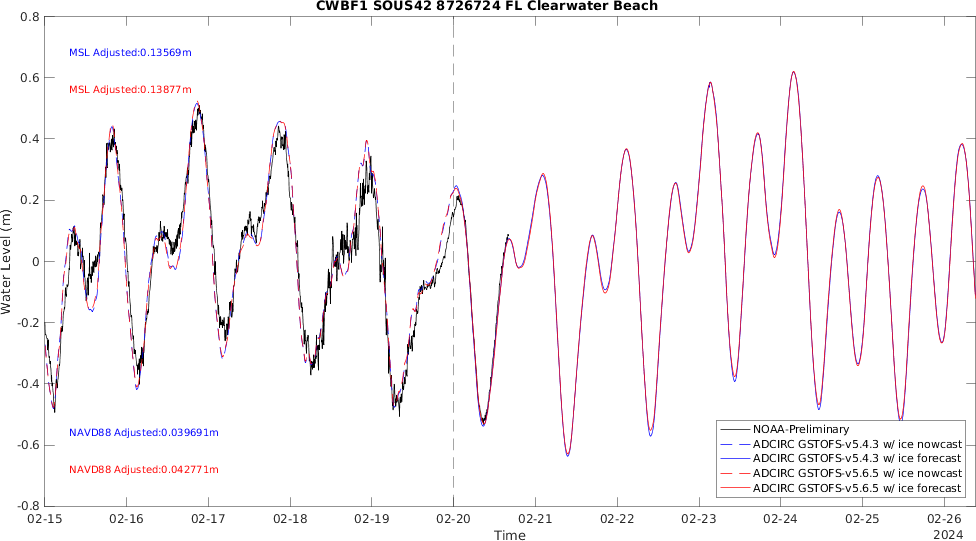 CWBF1 SOUS42 8726724 FL Clearwater Beach
0.8
0.6
0.4
0.2
0
-0.2
-0.4
-0.6
-0.8
Water Level (m)
MSL Adjusted:0.13569m
MSL Adjusted:0.13877m
NAVD88 Adjusted:0.039691m
NAVD88 Adjusted:0.042771m
NOAA-Preliminary
ADCIRC GSTOFS-v5.4.3 w/ ice nowcast
ADCIRC GSTOFS-v5.4.3 w/ ice forecast
ADCIRC GSTOFS-v5.6.5 w/ ice nowcast
ADCIRC GSTOFS-v5.6.5 w/ ice forecast
02-15 02-16 02-17 02-18 02-19 02-20 02-21 02-22 02-23 02-24 02-25 02-26
Time
2024